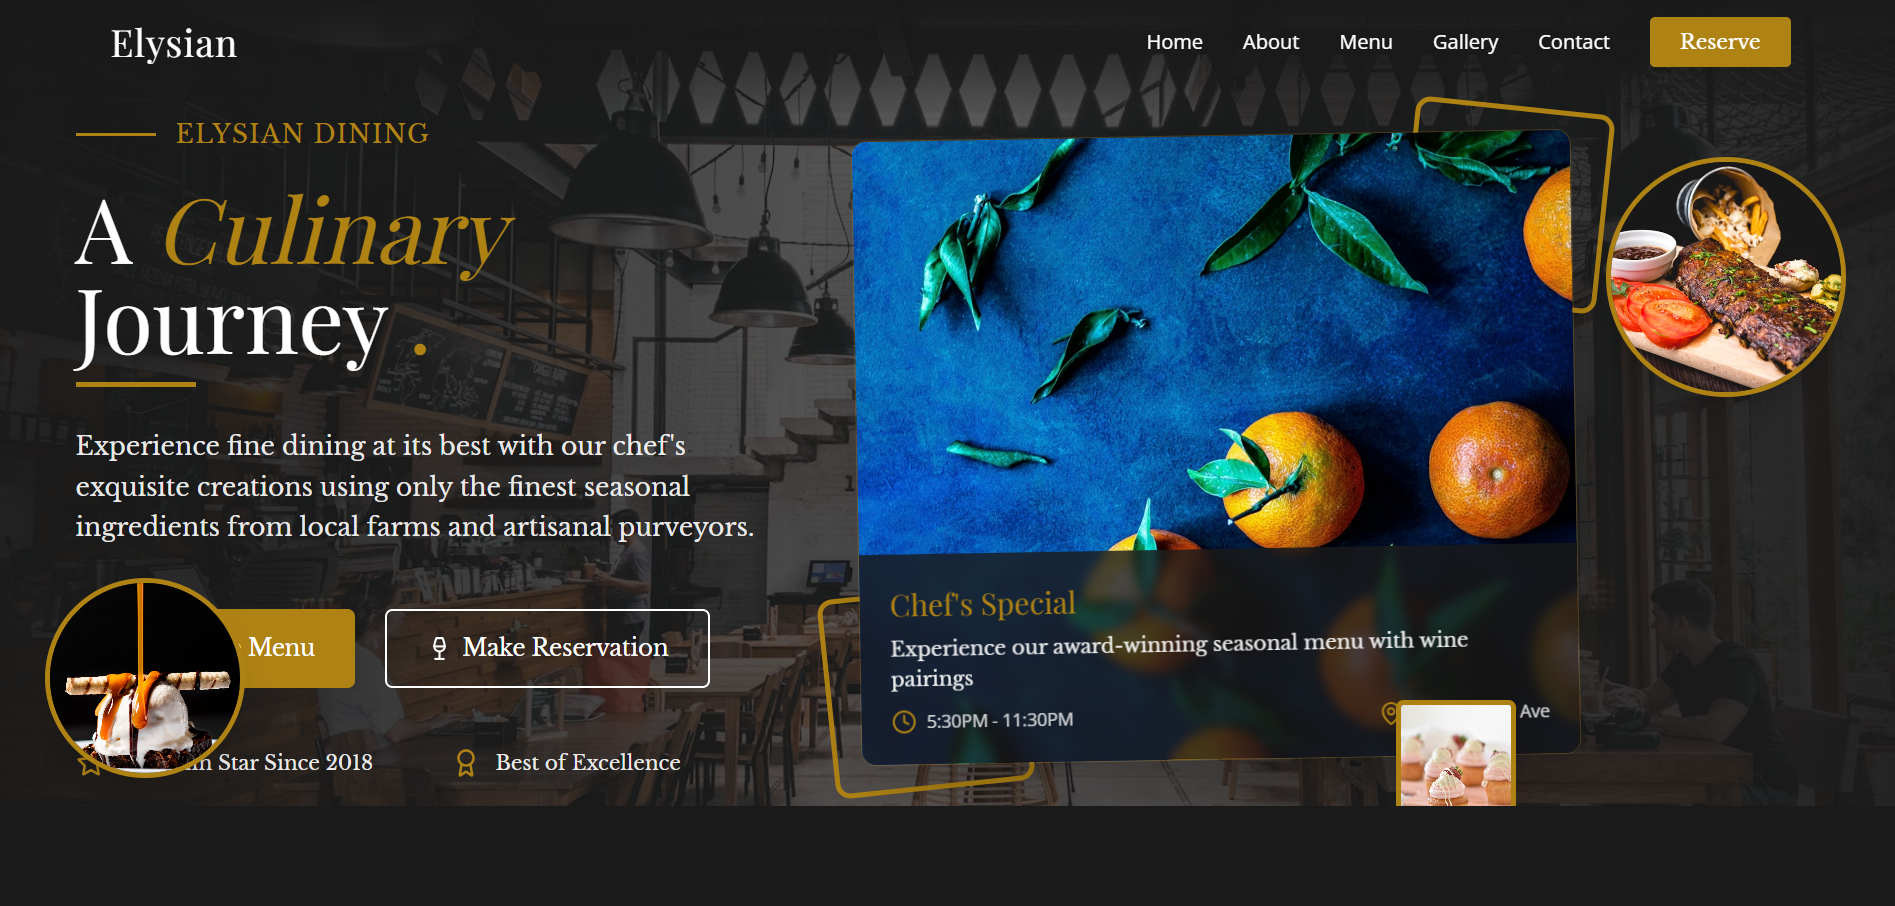 Elysian
Home
About
Menu
Gallery
Contact
Reserve
ELYSIAN DINING
A Culinary
Journey.
Experience fine dining at its best with our chef's
exquisite creations using only the finest seasonal
ingredients from local farms and artisanal purveyors.
Menu
Make Reservation
Star Since 2018
Best of Excellence
Chef's Special
Experience our award-winning seasonal menu with wine
pairings
5:30PM - 11:30PM
Ave